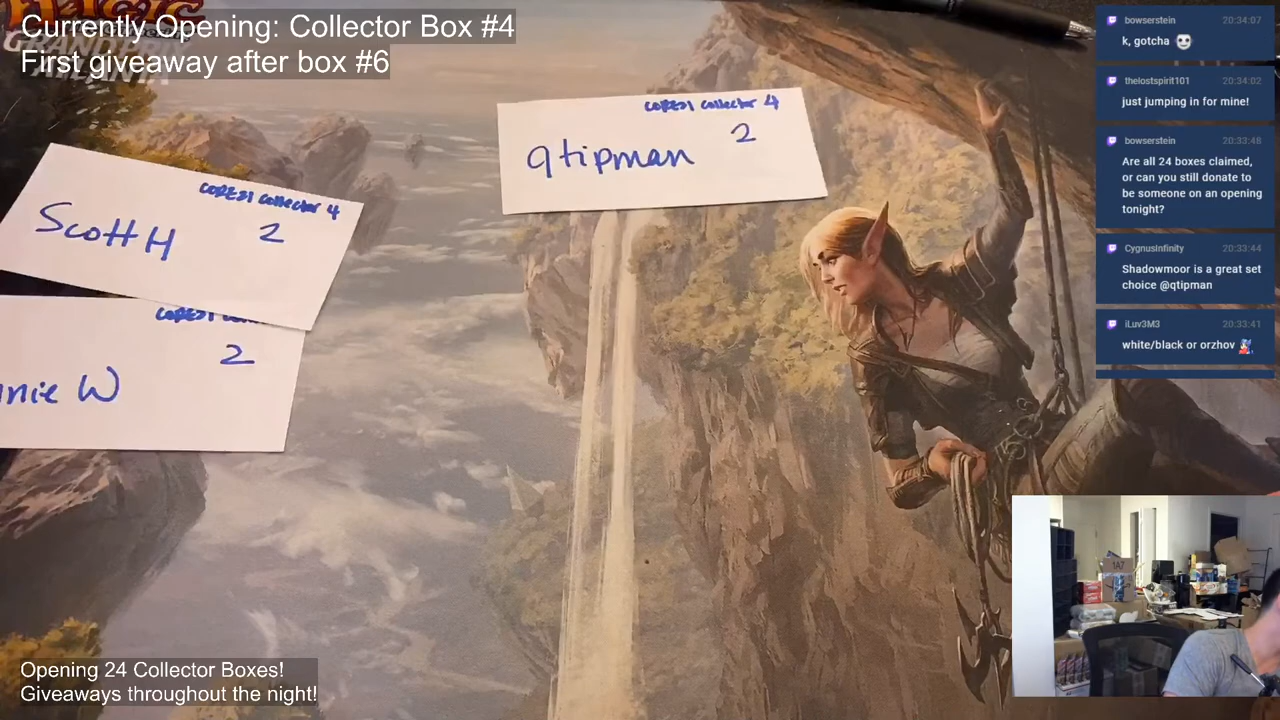 Currently Opening: Collector Box #4
First giveaway after box #6
MAGIC
CORE21 collector 4
qtipman 2
CORE21 collector 4
Scott H 2
2
nie W
Opening 24 Collector Boxes!
Giveaways throughout the night!
bowserstein 20:34:07
k, gotcha
thelostspirit101 20:34:02
just jumping in for mine!
bowserstein 20:33:48
Are all 24 boxes claimed,
or can you still donate to
be someone on an opening
tonight?
CygnusInfinity 20:33:44
Shadowmoor is a great set
choice @qtipman
iLuv3M3 20:33:41
white/black or orzhov
1A7